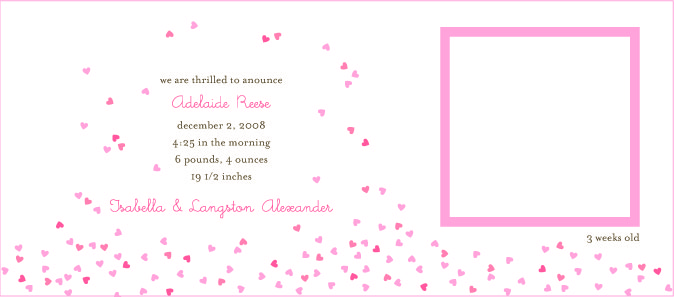 we are thrilled to anounce
Adelaide Reese
december 2, 2008
4:25 in the morning
6 pounds, 4 ounces
19 1/2 inches
Isabella & Langston Alexander
3 weeks old